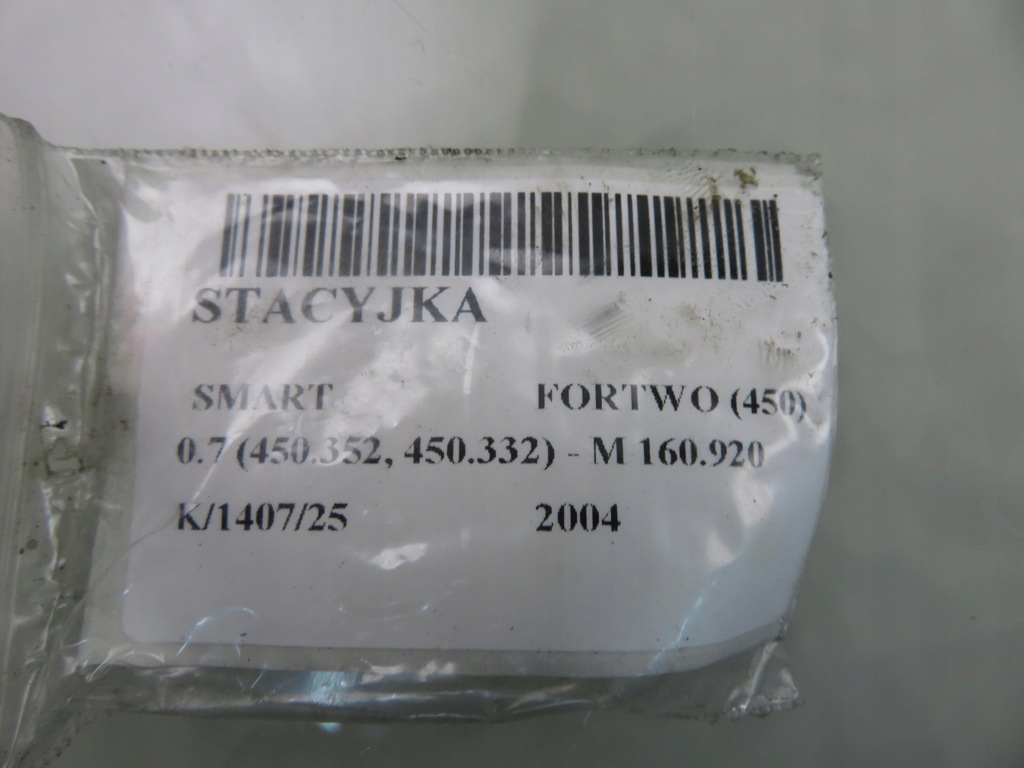 STACYJKA
SMART FORTWO (450)
0.7 (450.352, 450.332) - M 160.920
K/1407/25 2004